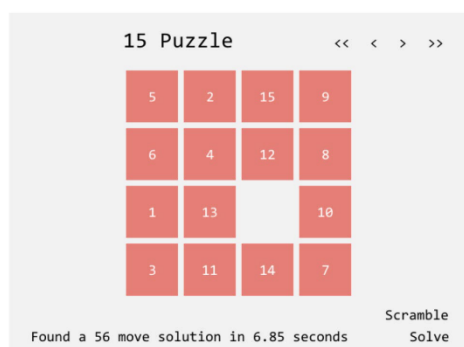 15 Puzzle << < > >>
5 2 15 9
6 4 12 8
1 13 10
3 11 14 7
Scramble
Found a 56 move solution in 6.85 seconds Solve